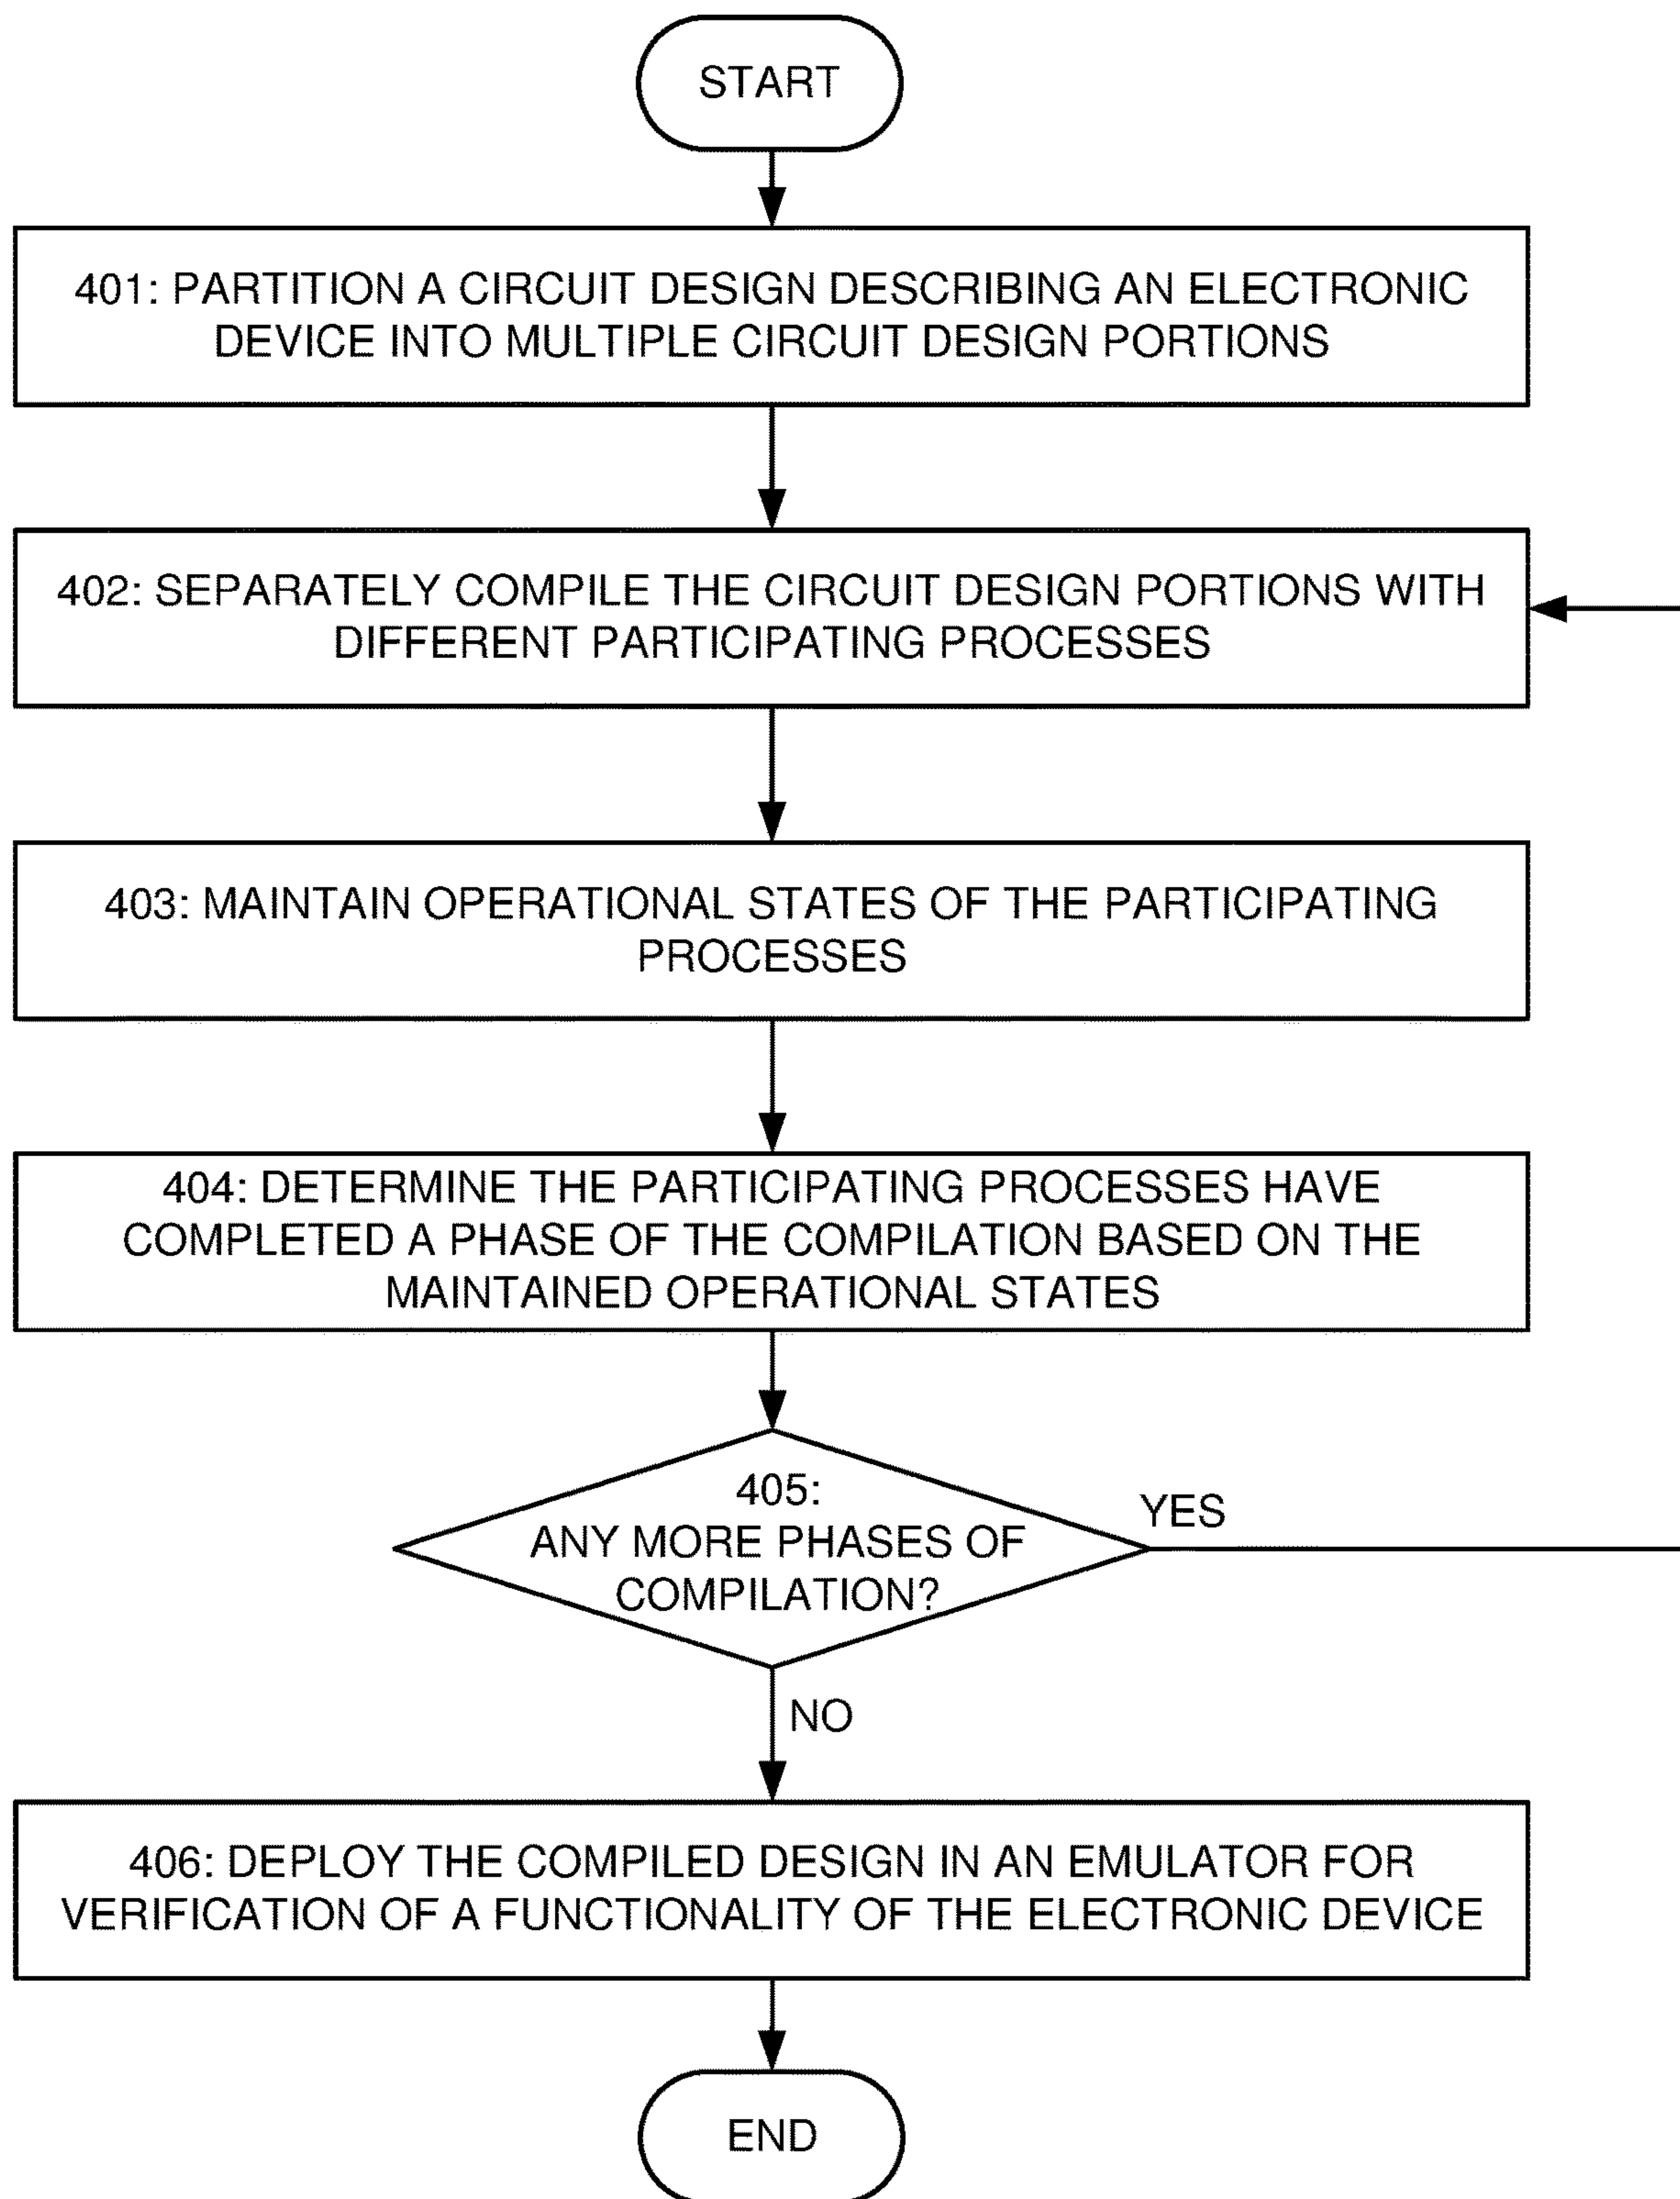 START
401: PARTITION A CIRCUIT DESIGN DESCRIBING AN ELECTRONIC
DEVICE INTO MULTIPLE CIRCUIT DESIGN PORTIONS
402: SEPARATELY COMPILE THE CIRCUIT DESIGN PORTIONS WITH
DIFFERENT PARTICIPATING PROCESSES
403: MAINTAIN OPERATIONAL STATES OF THE PARTICIPATING
PROCESSES
404: DETERMINE THE PARTICIPATING PROCESSES HAVE
COMPLETED A PHASE OF THE COMPILATION BASED ON THE
MAINTAINED OPERATIONAL STATES
405:
ANY MORE PHASES OF
COMPILATION?
YES
NO
406: DEPLOY THE COMPILED DESIGN IN AN EMULATOR FOR
VERIFICATION OF A FUNCTIONALITY OF THE ELECTRONIC DEVICE
END